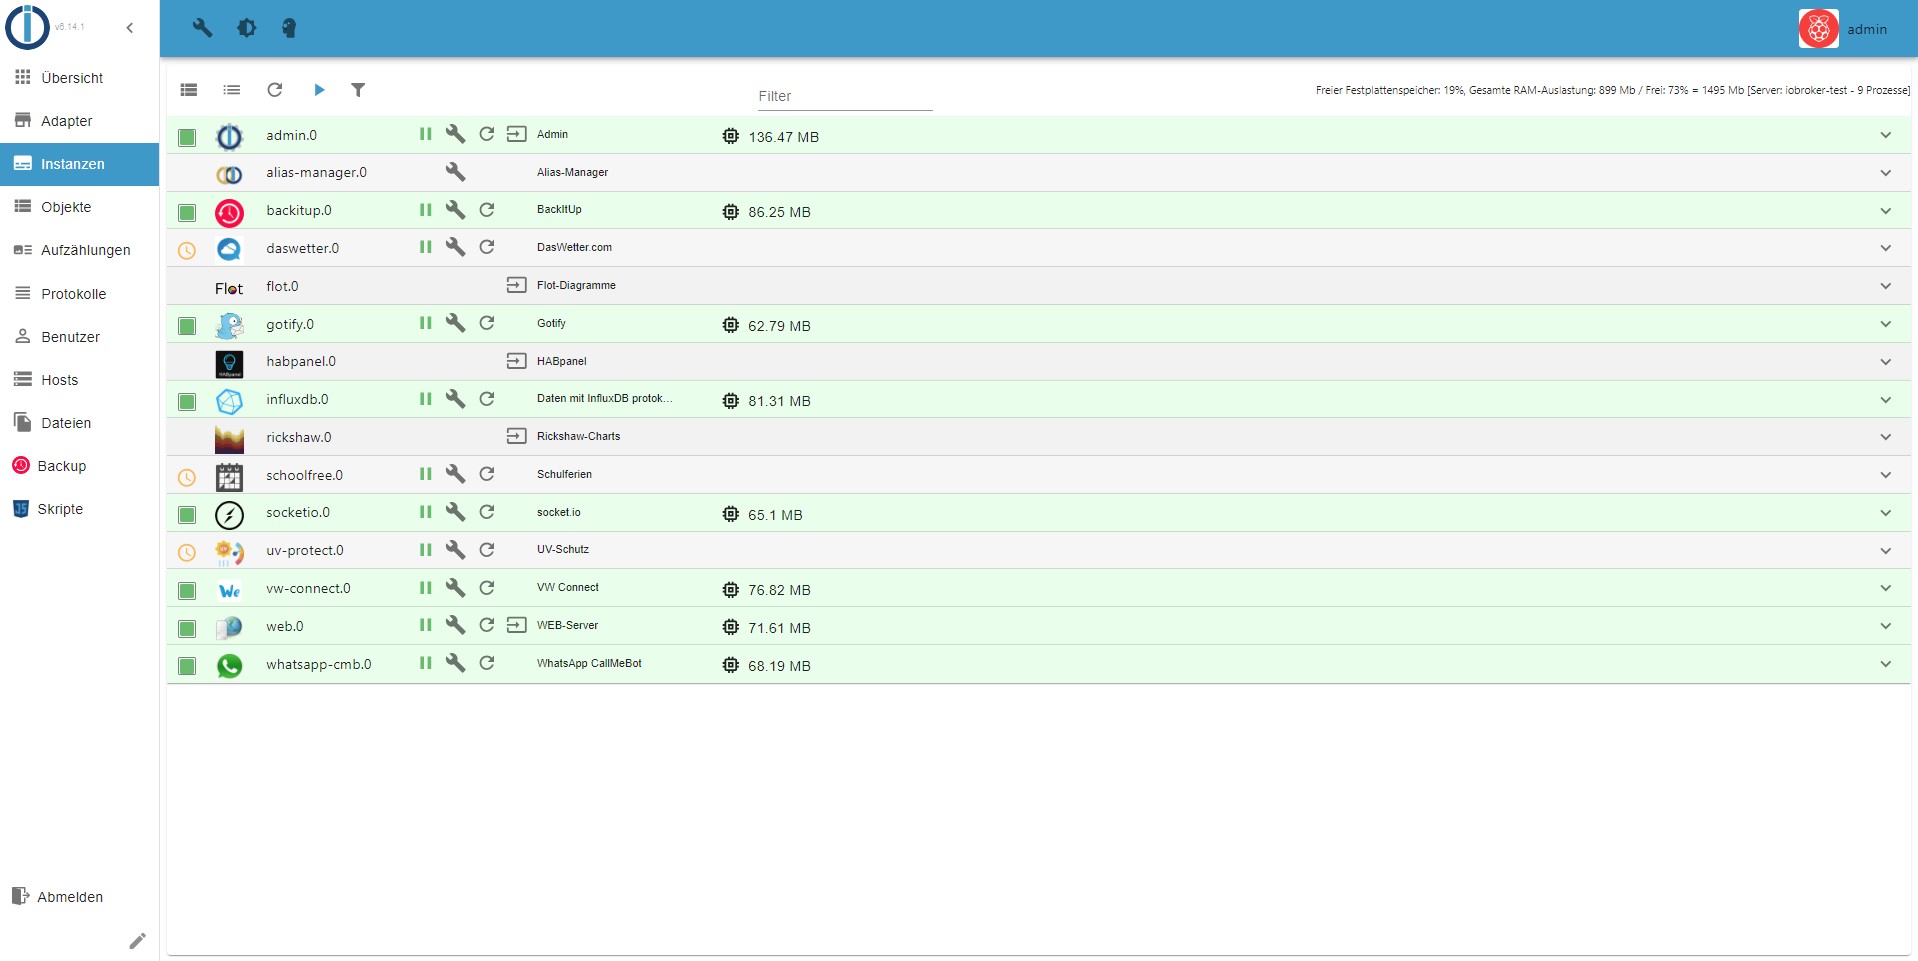 v6.14.1
admin
Übersicht
Adapter
Instanzen
Objekte
Aufzählungen
Protokolle
Benutzer
Hosts
Dateien
Backup
Skripte
Abmelden
Filter
Freier Festplattenspeicher: 19%, Gesamte RAM-Auslastung: 899 Mb / Frei: 73% = 1495 Mb [Server: iobroker-test - 9 Prozesse]
admin.0 Admin 136.47 MB
alias-manager.0 Alias-Manager
backitup.0 BackItUp 86.25 MB
daswetter.0 DasWetter.com
Flot flot.0 Flot-Diagramme
gotify.0 Gotify 62.79 MB
HABpanel habpanel.0 HABpanel
influxdb.0 Daten mit InfluxDB protok... 81.31 MB
rickshaw.0 Rickshaw-Charts
schoolfree.0 Schulferien
socketio.0 socket.io 65.1 MB
uv-protect.0 UV-Schutz
We vw-connect.0 VW Connect 76.82 MB
web.0 WEB-Server 71.61 MB
whatsapp-cmb.0 WhatsApp CallMeBot 68.19 MB